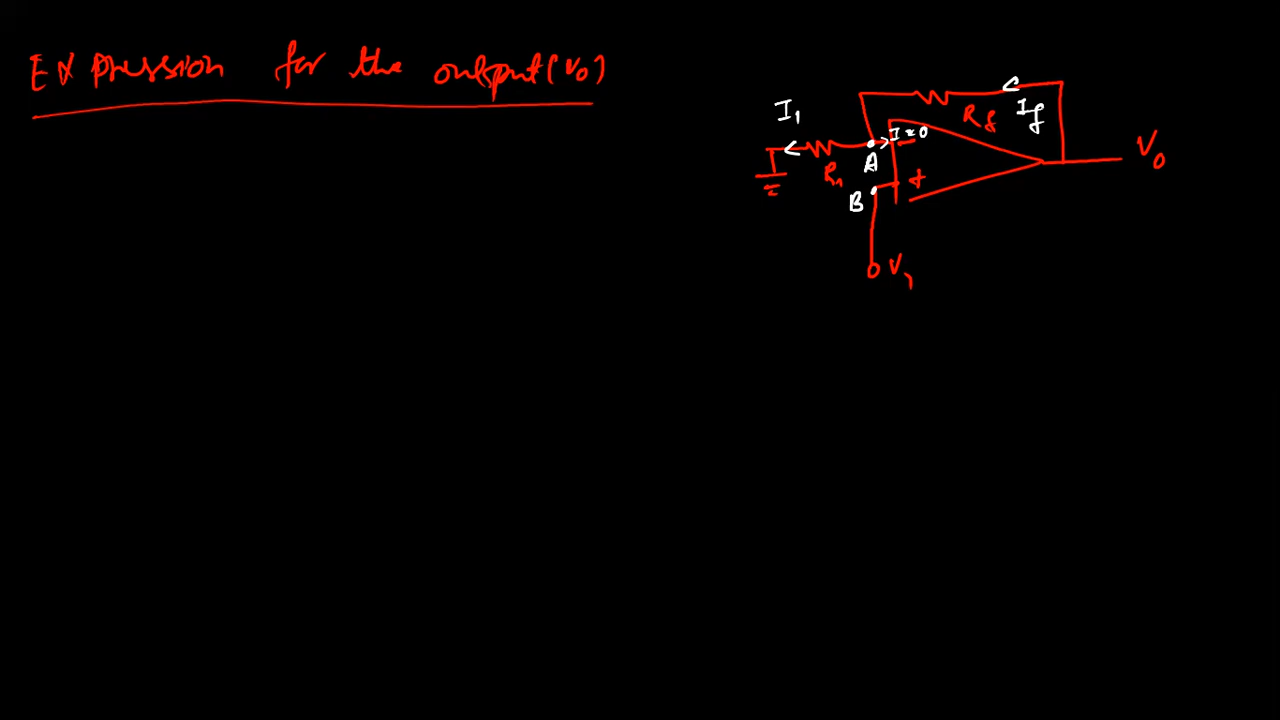 Expression for the output (V0)
I1
Rf
If
I=0
-
V0
A
R1
+
B
V1